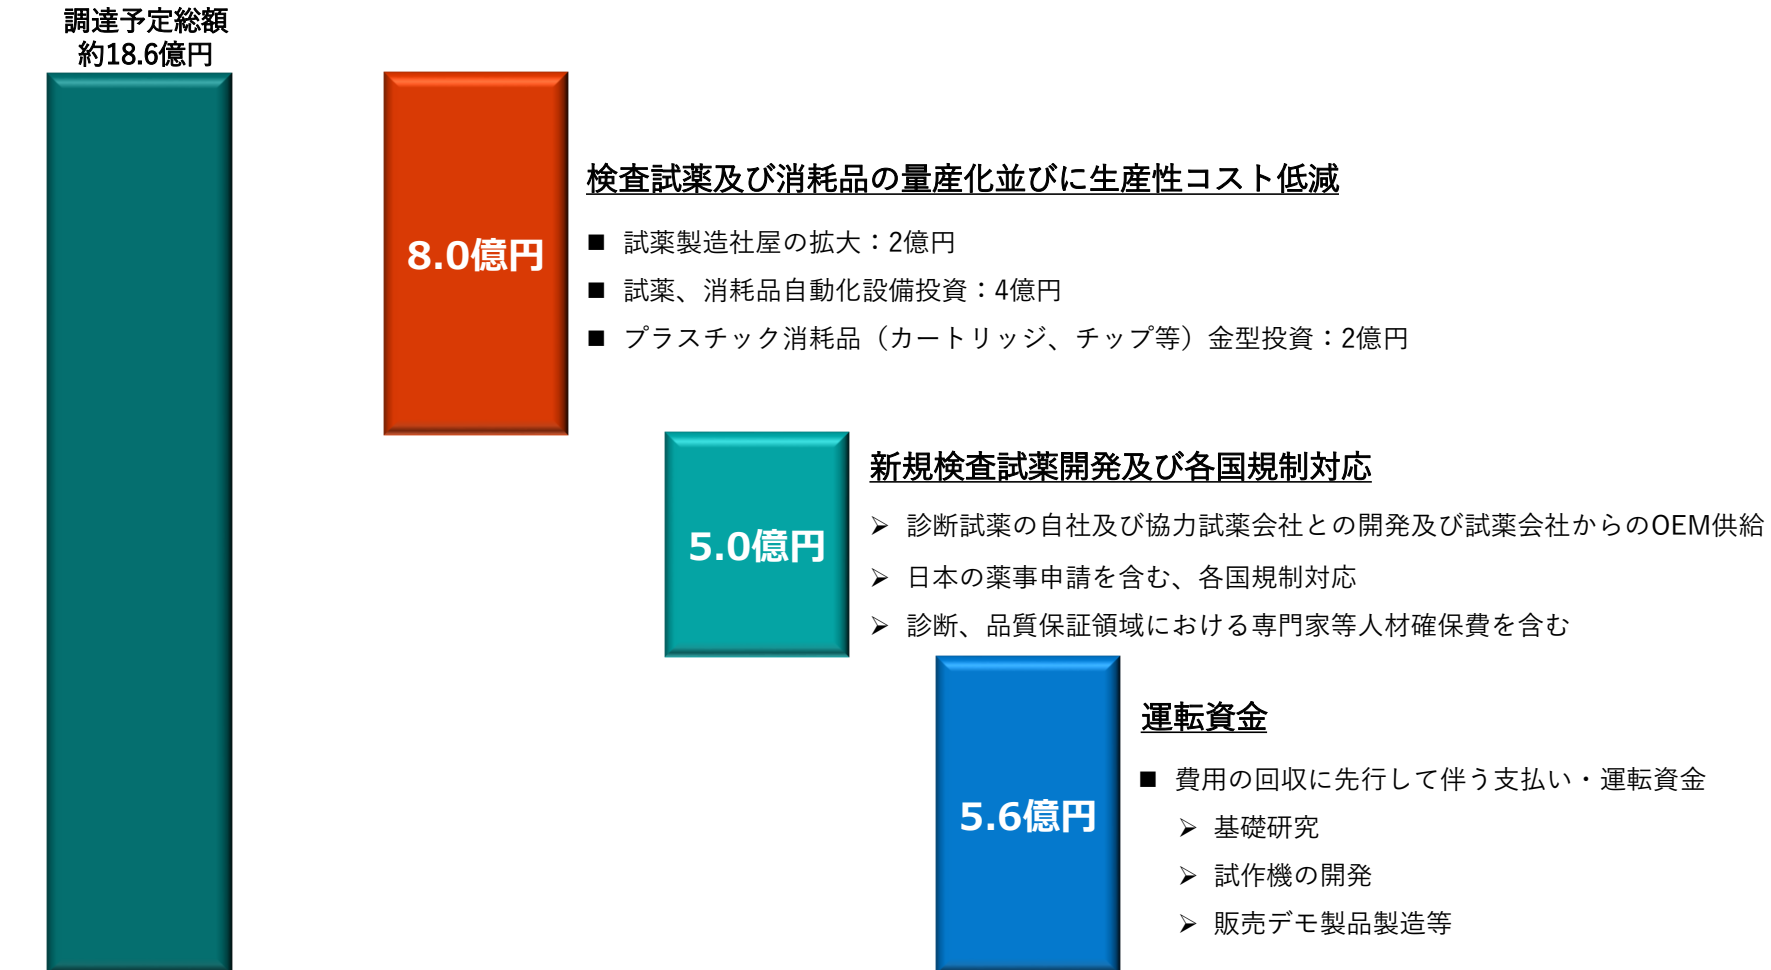 調達予定総額
約18.6億円
8.0億円
検査試薬及び消耗品の量産化並びに生産性コスト低減
■ 試薬製造社屋の拡大：2億円
■ 試薬、消耗品自動化設備投資：4億円
■ プラスチック消耗品（カートリッジ、チップ等）金型投資：2億円
5.0億円
新規検査試薬開発及び各国規制対応
➢ 診断試薬の自社及び協力試薬会社との開発及び試薬会社からのOEM供給
➢ 日本の薬事申請を含む、各国規制対応
➢ 診断、品質保証領域における専門家等人材確保費を含む
5.6億円
運転資金
■ 費用の回収に先行して伴う支払い・運転資金
➢ 基礎研究
➢ 試作機の開発
➢ 販売デモ製品製造等